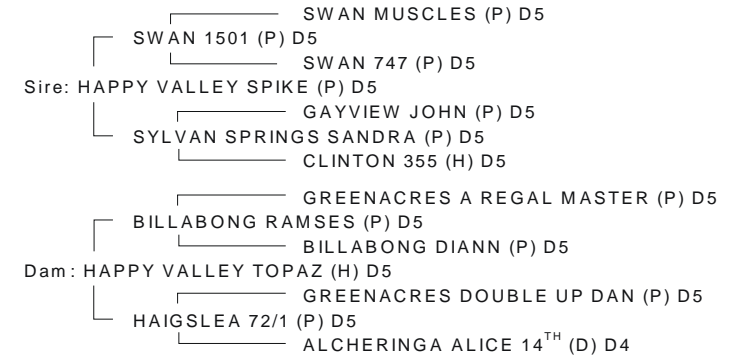 SWAN MUSCLES (P) D5
SWAN 1501 (P) D5
SWAN 747 (P) D5
Sire: HAPPY VALLEY SPIKE (P) D5
GAYVIEW JOHN (P) D5
SYLVAN SPRINGS SANDRA (P) D5
CLINTON 355 (H) D5
GREENACRES A REGAL MASTER (P) D5
BILLABONG RAMSES (P) D5
BILLABONG DIANN (P) D5
Dam: HAPPY VALLEY TOPAZ (H) D5
GREENACRES DOUBLE UP DAN (P) D5
HAIGSLEA 72/1 (P) D5
ALCHERINGA ALICE 14TH (D) D4